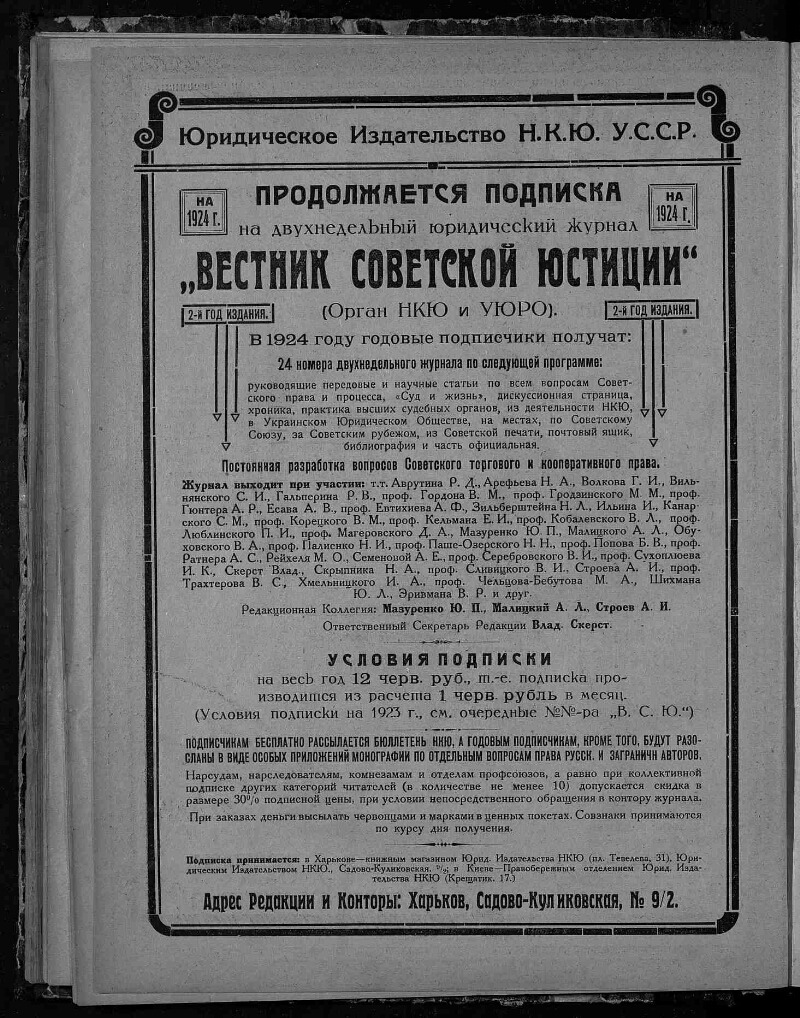 Юридическое Издательство Н.К.Ю. У.С.С.Р.
НА 1924 г.
ПРОДОЛЖАЕТСЯ ПОДПИСКА
НА 1924 г.
на двухнедельный юридический журнал
„ВЕСТНИК СОВЕТСКОЙ ЮСТИЦИИ“
2-й ГОД ИЗДАНИЯ.
(Орган НКЮ и УЮРО).
2-й ГОД ИЗДАНИЯ.
В 1924 году годовые подписчики получат:
24 номера двухнедельного журнала по следующей программе:
руководящие передовые и научные статьи по всем вопросам Совет-
ского права и процесса, «Суд и жизнь», дискуссионная страница,
хроника, практика высших судебных органов, из деятельности НКЮ,
в Украинском Юридическом Обществе, на местах, по Советскому
Союзу, за Советским рубежом, из Советской печати, почтовый ящик,
библиография и часть официальная.
Постоянная разработка вопросов Советского торгового и кооперативного права.
Журнал выходит при участии: т.т. Аврутина Р. Д., Арефьева Н. А., Волкова Г. И., Виль-
нянского С. И., Гальперина Р. В., проф. Гордона В. М., проф. Гродзинского М. М., проф.
Гюнтера А. Р., Есава А. В., проф. Евтихиева А. Ф., Зильберштейна Н. Л., Ильина И., Канар-
ского С. М., проф. Корецкого В. М., проф. Кельмана Е. И., проф. Кобалевского В. Л., проф.
Люблинского П. И., проф. Магеровского Д. А., Мазуренко Ю. П., Малицкого А. Л., Обу-
ховского В. А., проф. Палиенко Н. И., проф. Паше-Озерского Н. Н., проф. Попова Б. В., проф.
Ратнера А. С., Рейхеля М. О., Семеновой А. Е., проф. Серебровского В. И., проф. Сухоплюева
И. К., Скерст Влад., Скрыпника Н. А., проф. Сливицкого В. И., Строева А. И., проф.
Трахтерова В. С., Хмельницкого И. А., проф. Чельцова-Бебутова М. А., Шихмана
Ю. Л., Эривмана В. Р. и друг.
Редакционная Коллегия: Мазуренко Ю. П., Малицкий А. Л., Строев А. И.
Ответственный Секретарь Редакции Влад. Скерст.
УСЛОВИЯ ПОДПИСКИ
на весь год 12 черв. руб., т.-е. подписка про-
изводится из расчета 1 черв. рубль в месяц.
(Условия подписки на 1923 г., см. очередные №№-ра „В. С. Ю.“)
ПОДПИСЧИКАМ БЕСПЛАТНО РАССЫЛАЕТСЯ БЮЛЛЕТЕНЬ НКЮ, А ГОДОВЫМ ПОДПИСЧИКАМ, КРОМЕ ТОГО, БУДУТ РАЗО-
СЛАНЫ В ВИДЕ ОСОБЫХ ПРИЛОЖЕНИЙ МОНОГРАФИИ ПО ОТДЕЛЬНЫМ ВОПРОСАМ ПРАВА РУССК. И ЗАГРАНИЧН АВТОРОВ.
Нарсудам, нарследователям, комнезамам и отделам профсоюзов, а равно при коллективной
подписке других категорий читателей (в количестве не менее 10) допускается скидка в
размере 30% подписной цены, при условии непосредственного обращения в контору журнала.
При заказах деньги высылать червонцами и марками в ценных покетах. Совзнаки принимаются
по курсу дня получения.
Подписка принимается: в Харькове—книжным магазином Юрид. Издательства НКЮ (пл. Тевелева, 31), Юри-
дическим Издательством НКЮ., Садово-Куликовская, 9/2; в Киеве—Правобережным отделением Юрид. Изда-
тельства НКЮ (Крещатик. 17.)
Адрес Редакции и Конторы: Харьков, Садово-Куликовская, № 9/2.